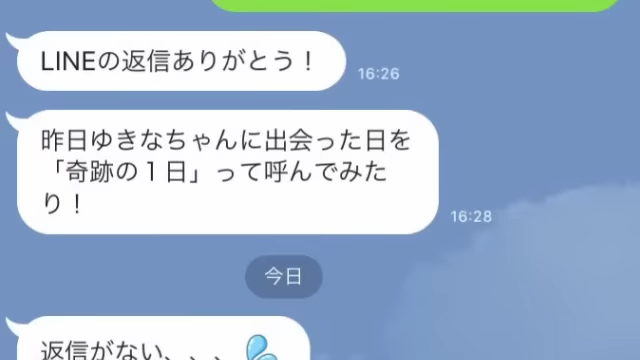 LINEの返信ありがとう！
16:26
昨日ゆきなちゃんに出会った日を
「奇跡の１日」って呼んでみた
り！
16:28
今日
返信がない、、、💦